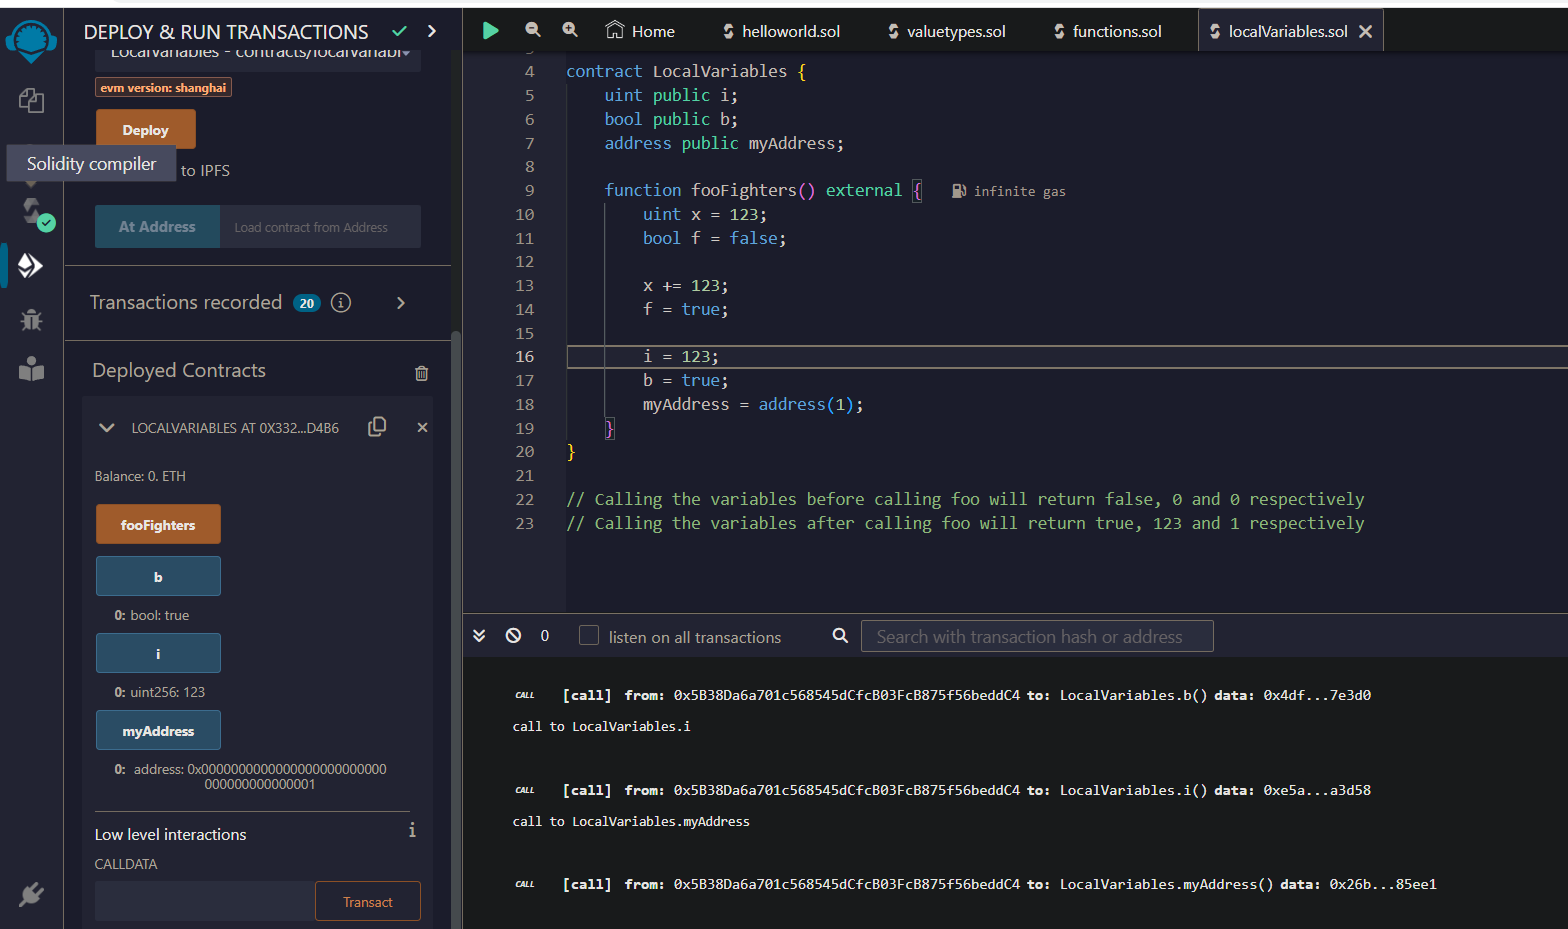 DEPLOY & RUN TRANSACTIONS
LocalVariables - contracts/localVariabl
evm version: shanghai
Deploy
Solidity compiler
to IPFS
At Address
Load contract from Address
Transactions recorded 20 i
Deployed Contracts
LOCALVARIABLES AT 0X332...D4B6
Balance: 0. ETH
fooFighters
b
0: bool: true
i
0: uint256: 123
myAddress
0: address: 0x0000000000000000000000000
000000000000001
Low level interactions
i
CALLDATA
Transact
Home
helloworld.sol
valuetypes.sol
functions.sol
localVariables.sol
4 contract LocalVariables {
5 uint public i;
6 bool public b;
7 address public myAddress;
8
9 function fooFighters() external { infinite gas
10 uint x = 123;
11 bool f = false;
12
13 x += 123;
14 f = true;
15
16 i = 123;
17 b = true;
18 myAddress = address(1);
19 }
20 }
21
22 // Calling the variables before calling foo will return false, 0 and 0 respectively
23 // Calling the variables after calling foo will return true, 123 and 1 respectively
0
listen on all transactions
Search with transaction hash or address
CALL [call] from: 0x5B38Da6a701c568545dCfcB03FcB875f56beddC4 to: LocalVariables.b() data: 0x4df...7e3d0
call to LocalVariables.i
CALL [call] from: 0x5B38Da6a701c568545dCfcB03FcB875f56beddC4 to: LocalVariables.i() data: 0xe5a...a3d58
call to LocalVariables.myAddress
CALL [call] from: 0x5B38Da6a701c568545dCfcB03FcB875f56beddC4 to: LocalVariables.myAddress() data: 0x26b...85ee1